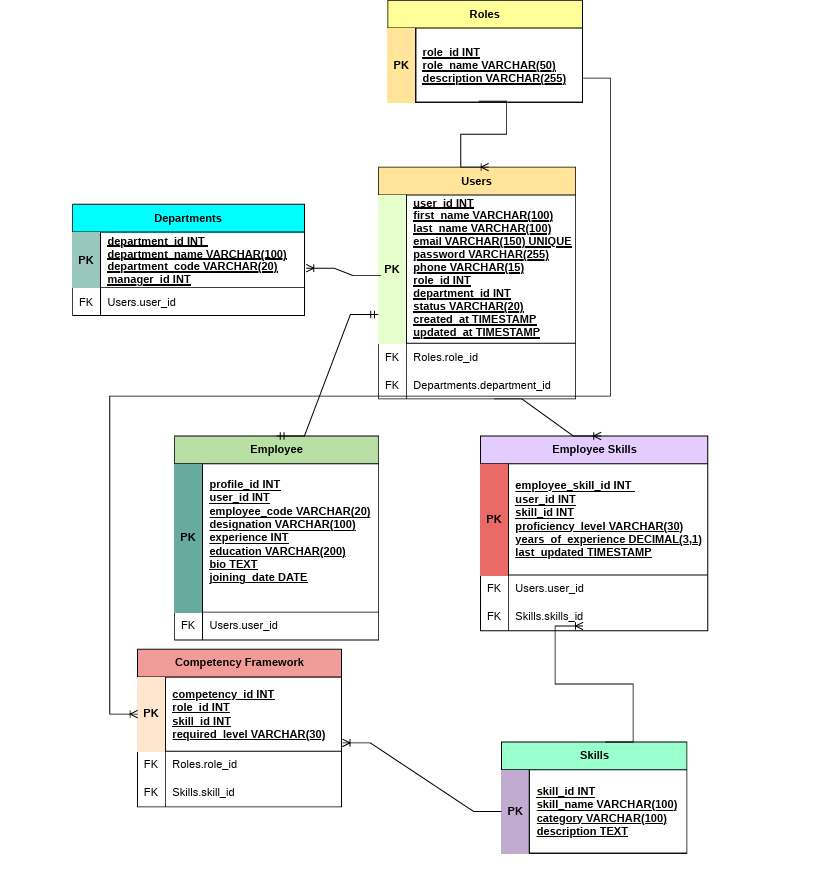 Roles
PK
role_id INT
role_name VARCHAR(50)
description VARCHAR(255)
Users
PK
user_id INT
first_name VARCHAR(100)
last_name VARCHAR(100)
email VARCHAR(150) UNIQUE
password VARCHAR(255)
phone VARCHAR(15)
role_id INT
department_id INT
status VARCHAR(20)
created_at TIMESTAMP
updated_at TIMESTAMP
FK Roles.role_id
FK Departments.department_id
Departments
PK
department_id INT
department_name VARCHAR(100)
department_code VARCHAR(20)
manager_id INT
FK Users.user_id
Employee
PK
profile_id INT
user_id INT
employee_code VARCHAR(20)
designation VARCHAR(100)
experience INT
education VARCHAR(200)
bio TEXT
joining_date DATE
FK Users.user_id
Employee Skills
PK
employee_skill_id INT
user_id INT
skill_id INT
proficiency_level VARCHAR(30)
years_of_experience DECIMAL(3,1)
last_updated TIMESTAMP
FK Users.user_id
FK Skills.skills_id
Competency Framework
PK
competency_id INT
role_id INT
skill_id INT
required_level VARCHAR(30)
FK Roles.role_id
FK Skills.skill_id
Skills
PK
skill_id INT
skill_name VARCHAR(100)
category VARCHAR(100)
description TEXT